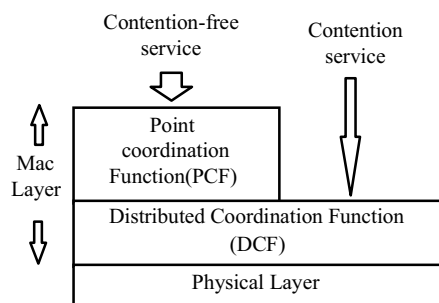 Contention-free
service
Contention
service
Mac
Layer
Point
coordination
Function(PCF)
Distributed Coordination Function
(DCF)
Physical Layer